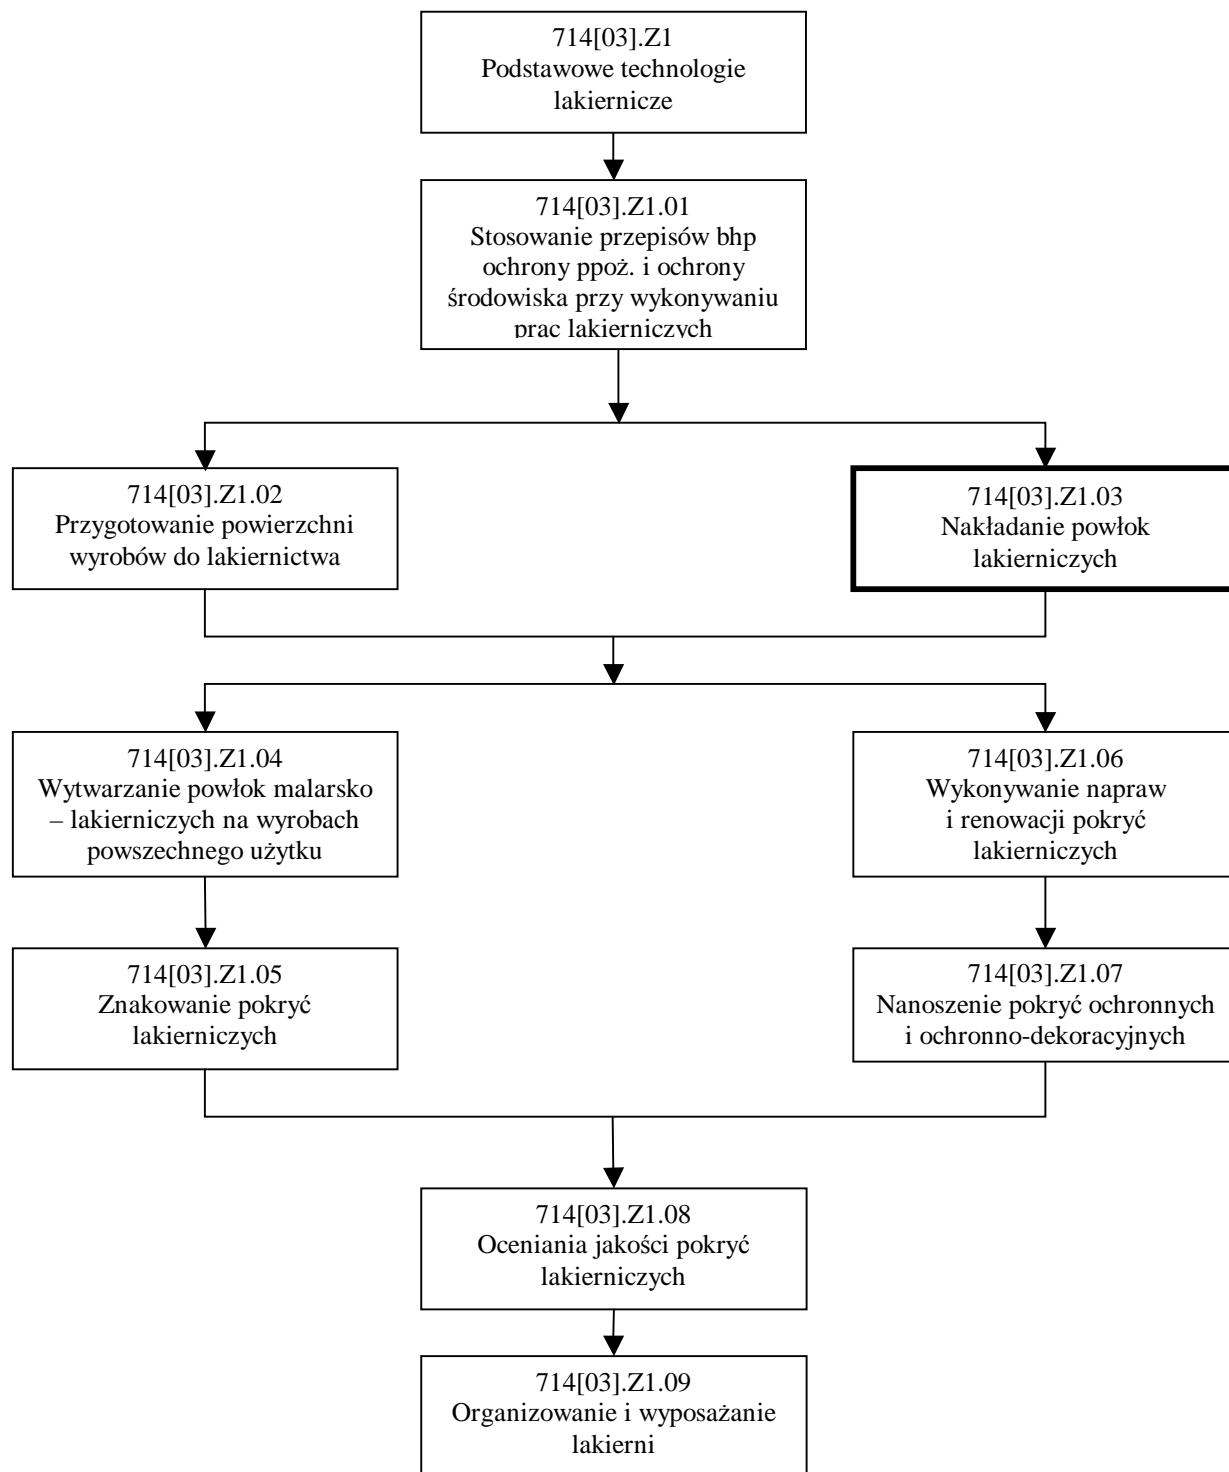 714[03].Z1
Podstawowe technologie
lakiernicze
714[03].Z1.01
Stosowanie przepisów bhp
ochrony ppoż. i ochrony
środowiska przy wykonywaniu
prac lakierniczych
714[03].Z1.02
Przygotowanie powierzchni
wyrobów do lakiernictwa
714[03].Z1.03
Nakładanie powłok
lakierniczych
714[03].Z1.04
Wytwarzanie powłok malarsko
– lakierniczych na wyrobach
powszechnego użytku
714[03].Z1.06
Wykonywanie napraw
i renowacji pokryć
lakierniczych
714[03].Z1.05
Znakowanie pokryć
lakierniczych
714[03].Z1.07
Nanoszenie pokryć ochronnych
i ochronno-dekoracyjnych
714[03].Z1.08
Oceniania jakości pokryć
lakierniczych
714[03].Z1.09
Organizowanie i wyposażanie
lakierni